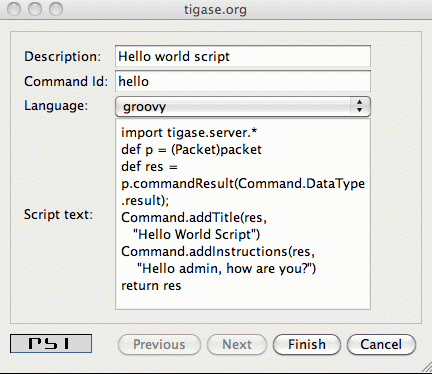 tigase.org
Description: Hello world script
Command Id: hello
Language: groovy
Script text:
import tigase.server.*
def p = (Packet)packet
def res =
p.commandResult(Command.DataType
.result);
Command.addTitle(res,
"Hello World Script")
Command.addInstructions(res,
"Hello admin, how are you?")
return res
psi
Previous Next Finish Cancel